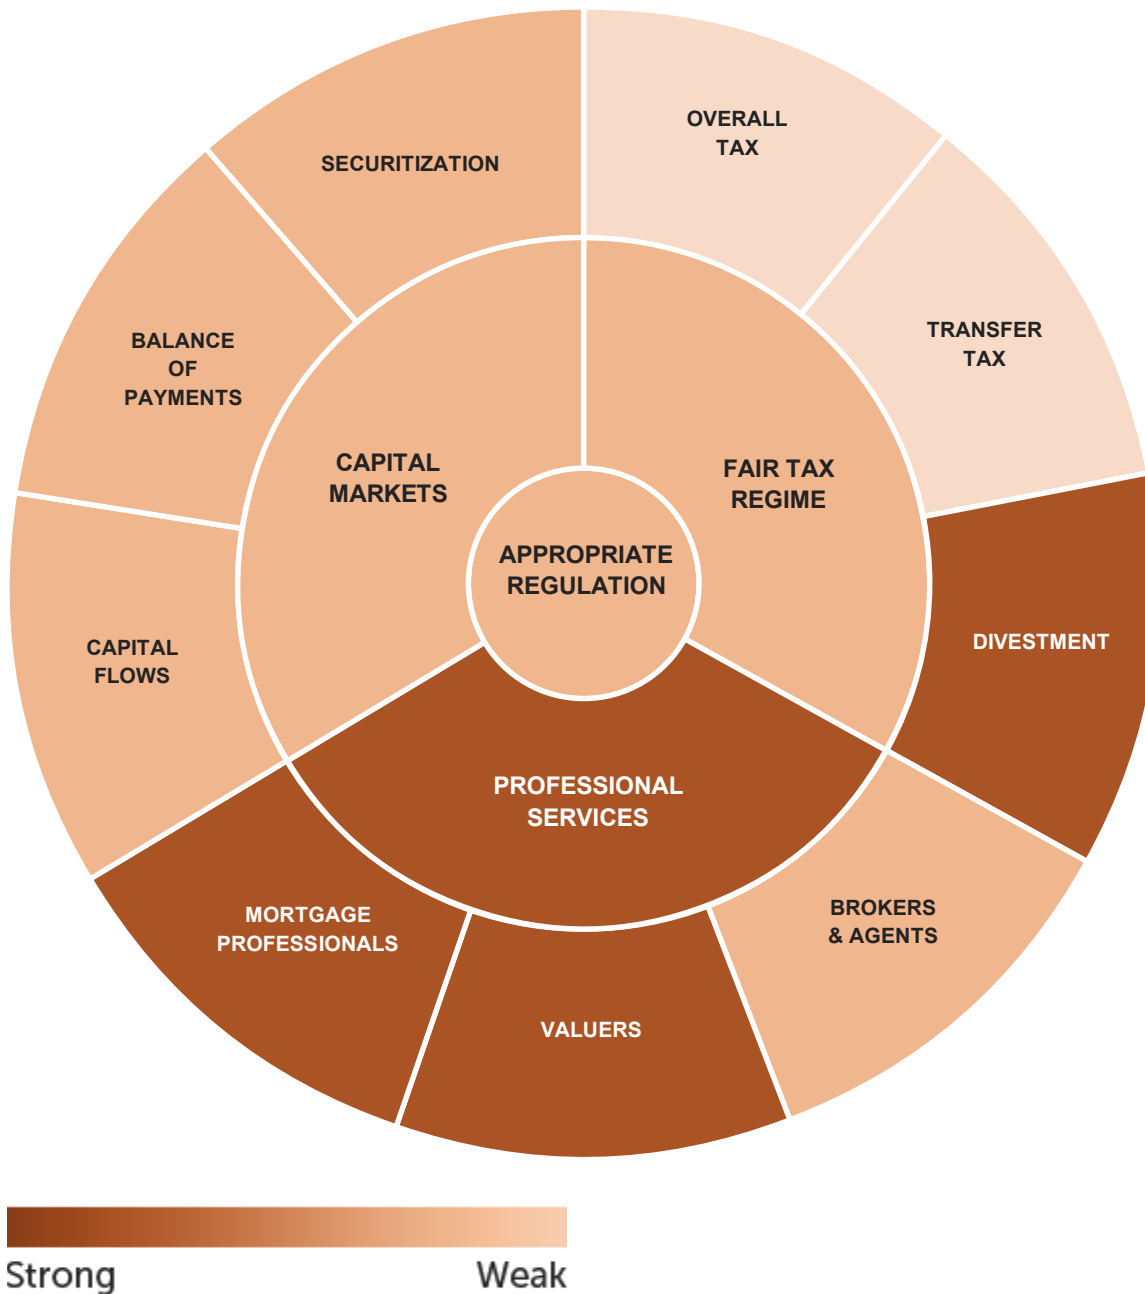 OVERALL
TAX
SECURITIZATION
TRANSFER
TAX
BALANCE
OF
PAYMENTS
CAPITAL
MARKETS
FAIR TAX
REGIME
APPROPRIATE
REGULATION
DIVESTMENT
CAPITAL
FLOWS
PROFESSIONAL
SERVICES
BROKERS
& AGENTS
MORTGAGE
PROFESSIONALS
VALUERS
Strong
Weak